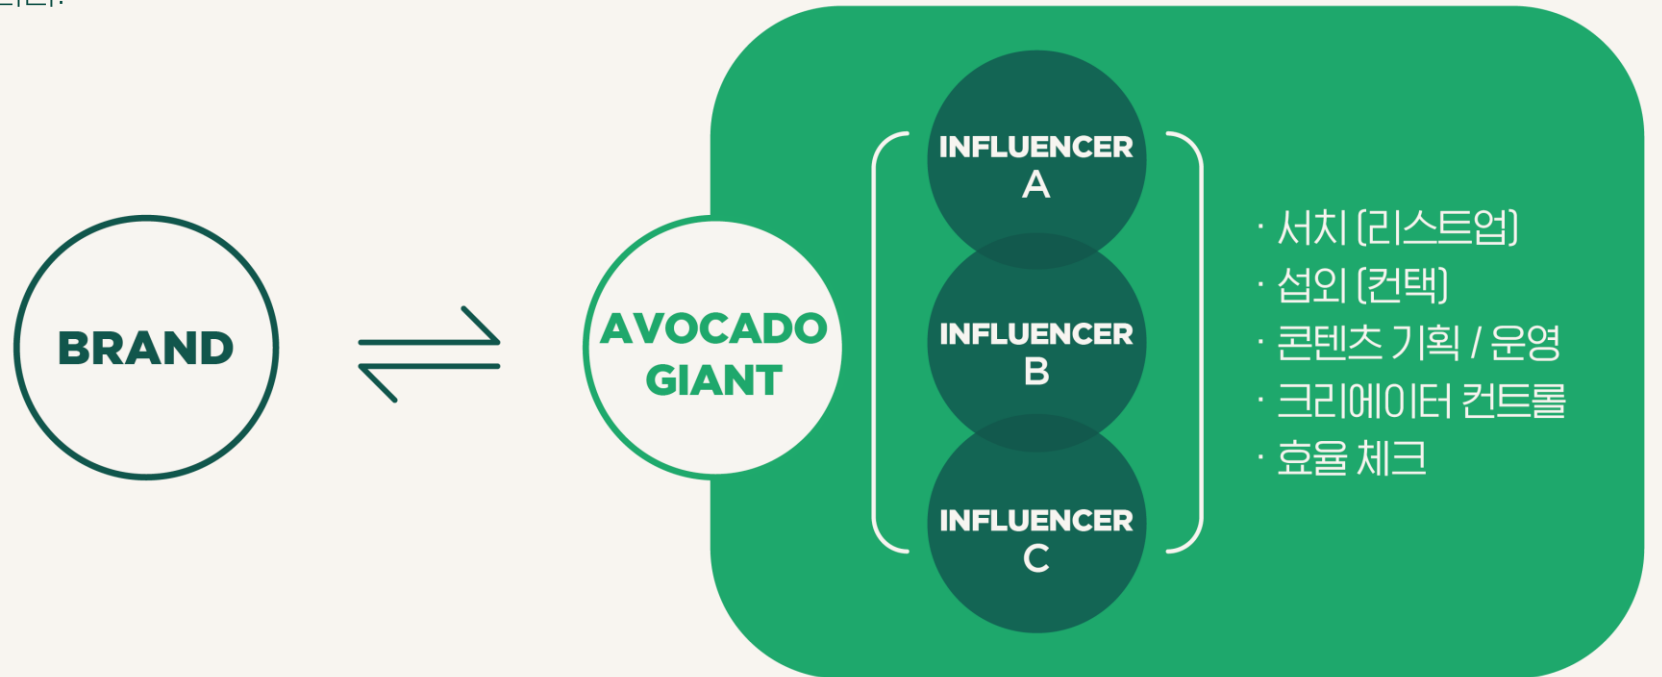 BRAND
AVOCADO
GIANT
INFLUENCER
A
INFLUENCER
B
INFLUENCER
C
· 서치 (리스트업)
· 섭외 (컨택)
· 콘텐츠 기획 / 운영
· 크리에이터 컨트롤
· 효율 체크